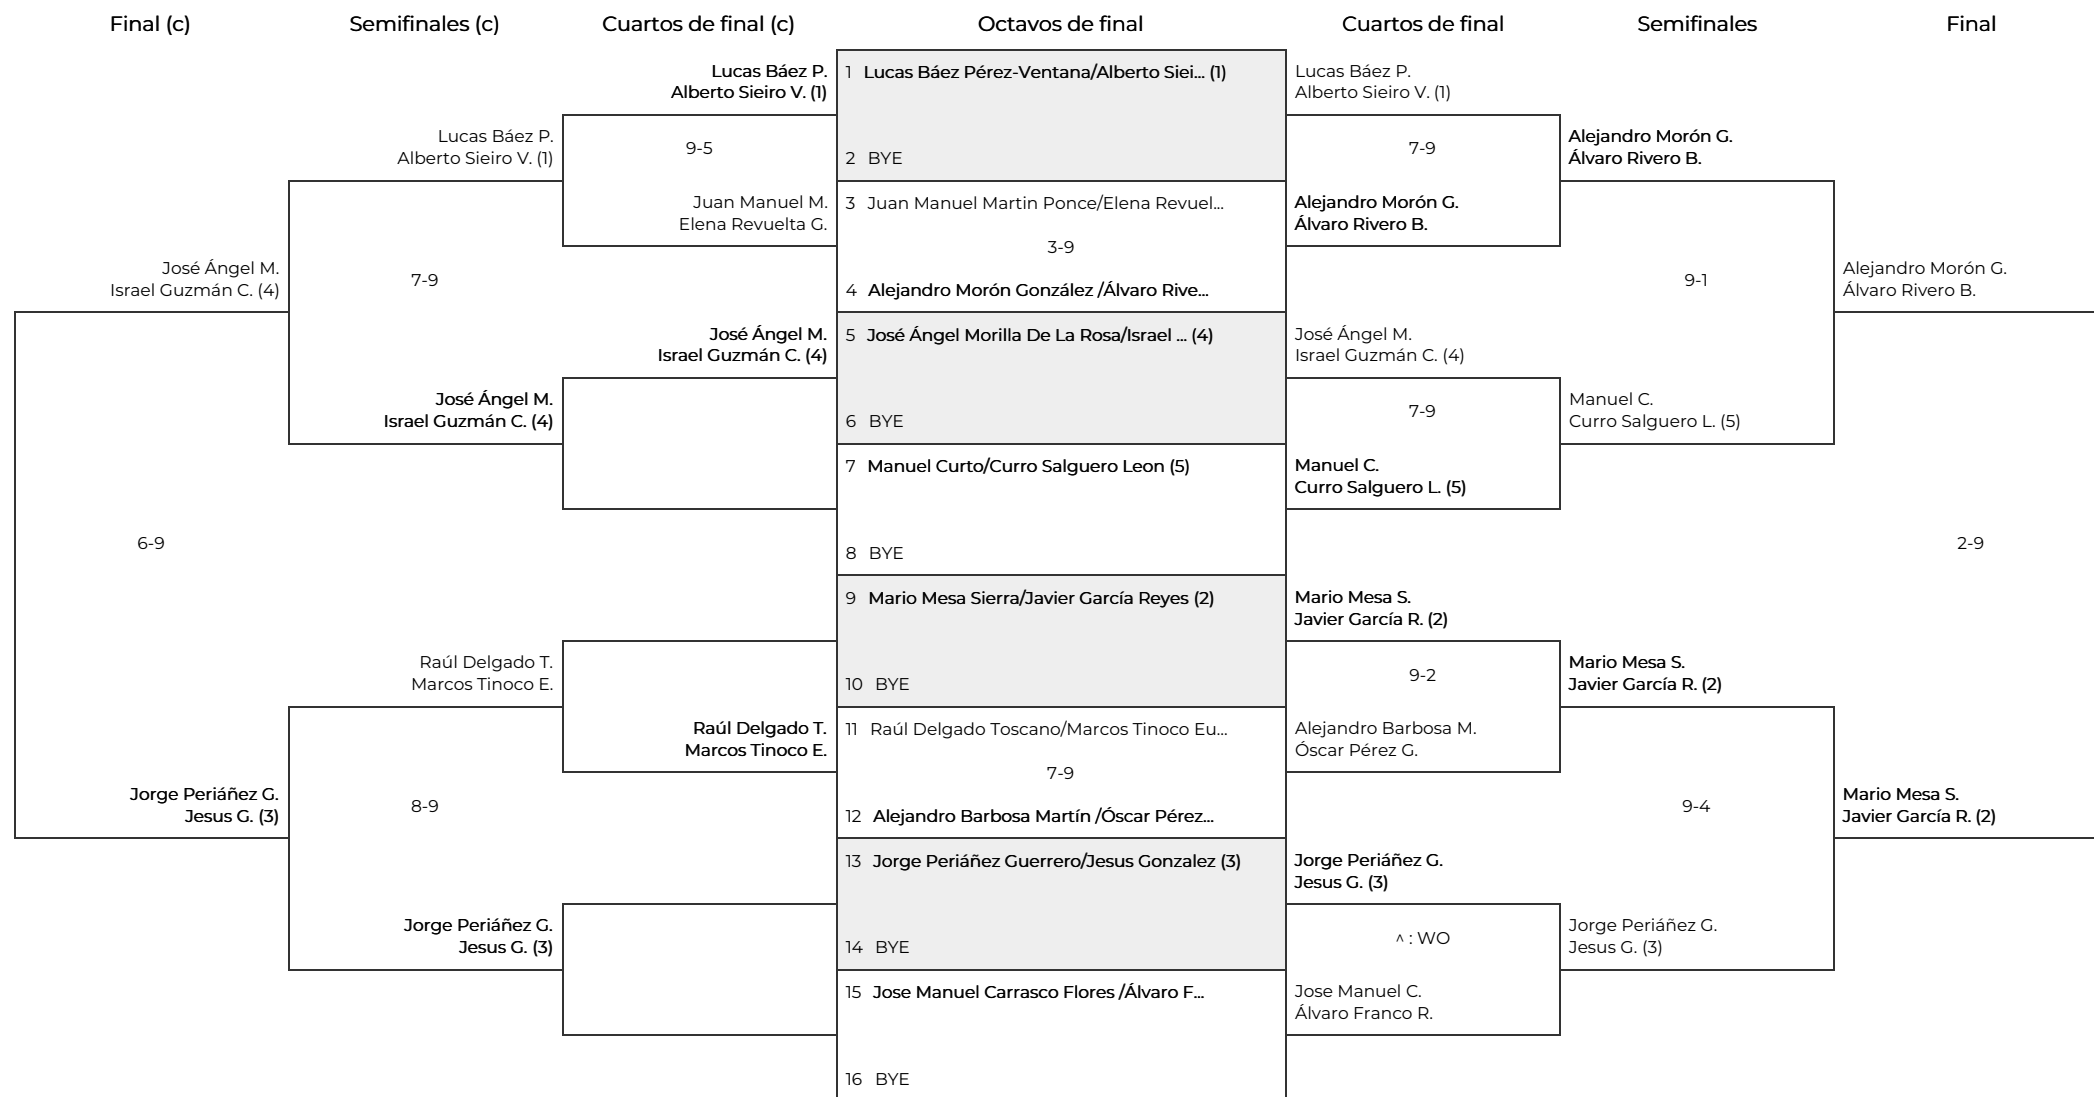 Final (c)
Semifinales (c)
Cuartos de final (c)
Octavos de final
Cuartos de final
Semifinales
Final
José Ángel M.
Israel Guzmán C. (4)
6-9
Jorge Periáñez G.
Jesus G. (3)
Lucas Báez P.
Alberto Sieiro V. (1)
7-9
José Ángel M.
Israel Guzmán C. (4)
Raúl Delgado T.
Marcos Tinoco E.
8-9
Jorge Periáñez G.
Jesus G. (3)
Lucas Báez P.
Alberto Sieiro V. (1)
9-5
Juan Manuel M.
Elena Revuelta G.
José Ángel M.
Israel Guzmán C. (4)
Raúl Delgado T.
Marcos Tinoco E.
1 Lucas Báez Pérez-Ventana/Alberto Siei... (1)
2 BYE
3 Juan Manuel Martin Ponce/Elena Revuel...
3-9
4 Alejandro Morón González /Álvaro Rive...
5 José Ángel Morilla De La Rosa/Israel ... (4)
6 BYE
7 Manuel Curto/Curro Salguero Leon (5)
8 BYE
9 Mario Mesa Sierra/Javier García Reyes (2)
10 BYE
11 Raúl Delgado Toscano/Marcos Tinoco Eu...
7-9
12 Alejandro Barbosa Martín /Óscar Pérez...
13 Jorge Periáñez Guerrero/Jesus Gonzalez (3)
14 BYE
15 Jose Manuel Carrasco Flores /Álvaro F...
16 BYE
Lucas Báez P.
Alberto Sieiro V. (1)
7-9
Alejandro Morón G.
Álvaro Rivero B.
José Ángel M.
Israel Guzmán C. (4)
7-9
Manuel C.
Curro Salguero L. (5)
Mario Mesa S.
Javier García R. (2)
9-2
Alejandro Barbosa M.
Óscar Pérez G.
Jorge Periáñez G.
Jesus G. (3)
^ : WO
Jose Manuel C.
Álvaro Franco R.
Alejandro Morón G.
Álvaro Rivero B.
9-1
Manuel C.
Curro Salguero L. (5)
Mario Mesa S.
Javier García R. (2)
9-4
Jorge Periáñez G.
Jesus G. (3)
Alejandro Morón G.
Álvaro Rivero B.
2-9
Mario Mesa S.
Javier García R. (2)